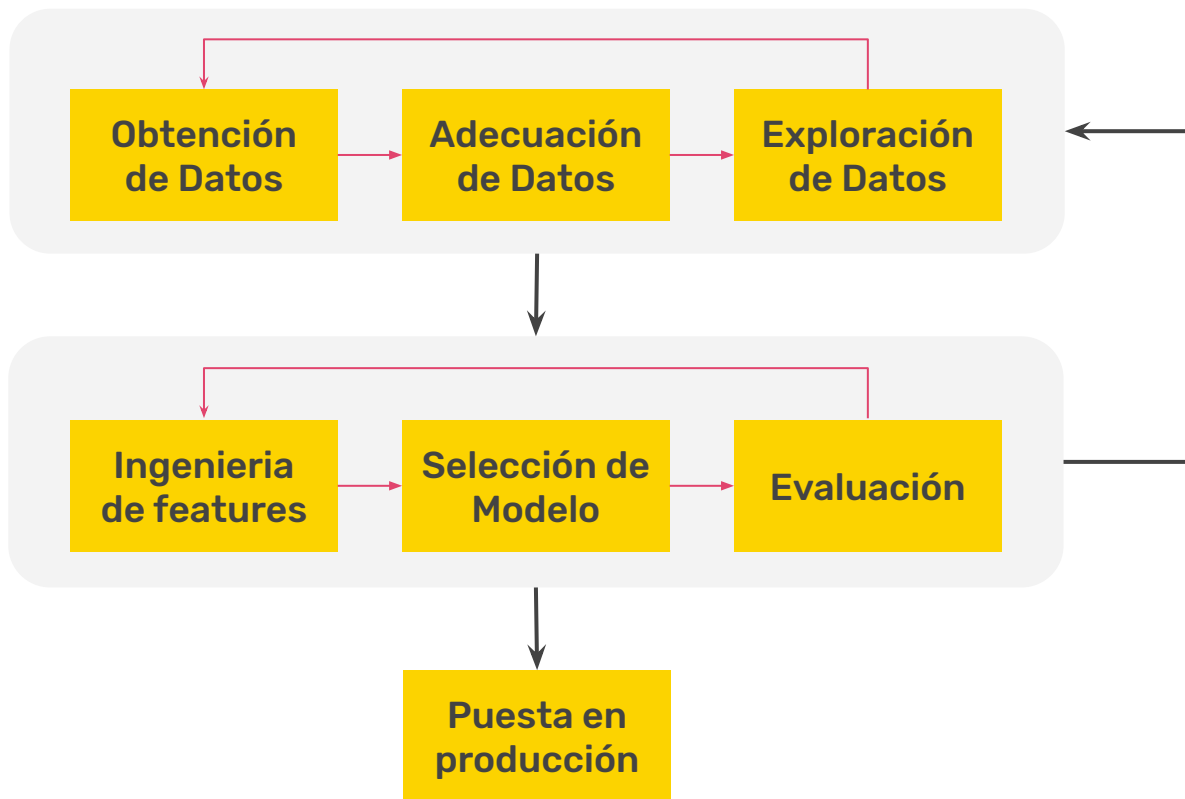 Obtención
de Datos
Adecuación
de Datos
Exploración
de Datos
Ingenieria
de features
Selección de
Modelo
Evaluación
Puesta en
producción